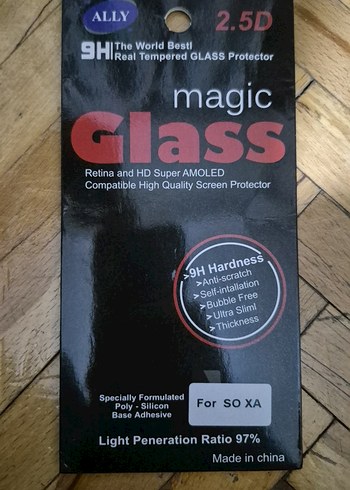 ALLY
2.5D
9H The World Best!
Real Tempered GLASS Protector
magic
Glass
Retina and HD Super AMOLED
Compatible High Quality Screen Protector
>9H Hardness
>Anti-scratch
>Self-intallation
>Bubble Free
>Ultra Slim!
>Thickness
Specially Formulated
Poly - Silicon
Base Adhesive
For SO XA
Light Peneration Ratio 97%
Made in china